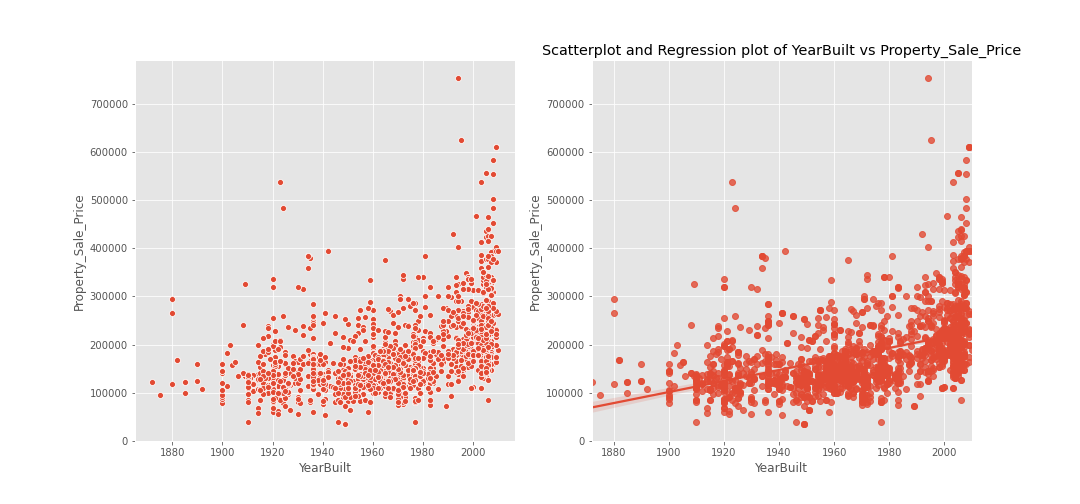 Scatterplot and Regression plot of YearBuilt vs Property_Sale_Price
700000
600000
500000
400000
300000
200000
100000
0
Property_Sale_Price
1880 1900 1920 1940 1960 1980 2000
YearBuilt
700000
600000
500000
400000
300000
200000
100000
0
Property_Sale_Price
1880 1900 1920 1940 1960 1980 2000
YearBuilt